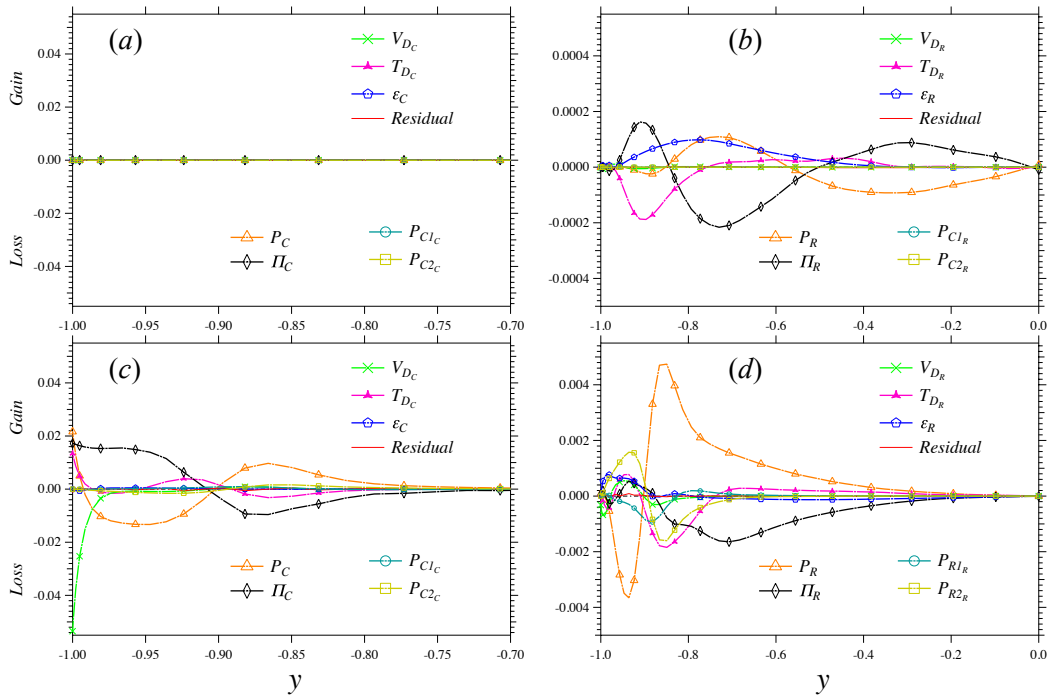 (a)
V_{D_C}
T_{D_C}
ε_C
Residual
P_C
Π_C
P_{C1_C}
P_{C2_C}
Gain
Loss
0.04
0.02
0.00
-0.02
-0.04
-1.00 -0.95 -0.90 -0.85 -0.80 -0.75 -0.70
(b)
V_{D_R}
T_{D_R}
ε_R
Residual
P_R
Π_R
P_{C1_R}
P_{C2_R}
0.0004
0.0002
0.0000
-0.0002
-0.0004
-1.0 -0.8 -0.6 -0.4 -0.2 0.0
(c)
V_{D_C}
T_{D_C}
ε_C
Residual
P_C
Π_C
P_{C1_C}
P_{C2_C}
Gain
Loss
0.04
0.02
0.00
-0.02
-0.04
-1.00 -0.95 -0.90 -0.85 -0.80 -0.75 -0.70
y
(d)
V_{D_R}
T_{D_R}
ε_R
Residual
P_R
Π_R
P_{R1_R}
P_{R2_R}
0.004
0.002
0.000
-0.002
-0.004
-1.0 -0.8 -0.6 -0.4 -0.2 0.0
y